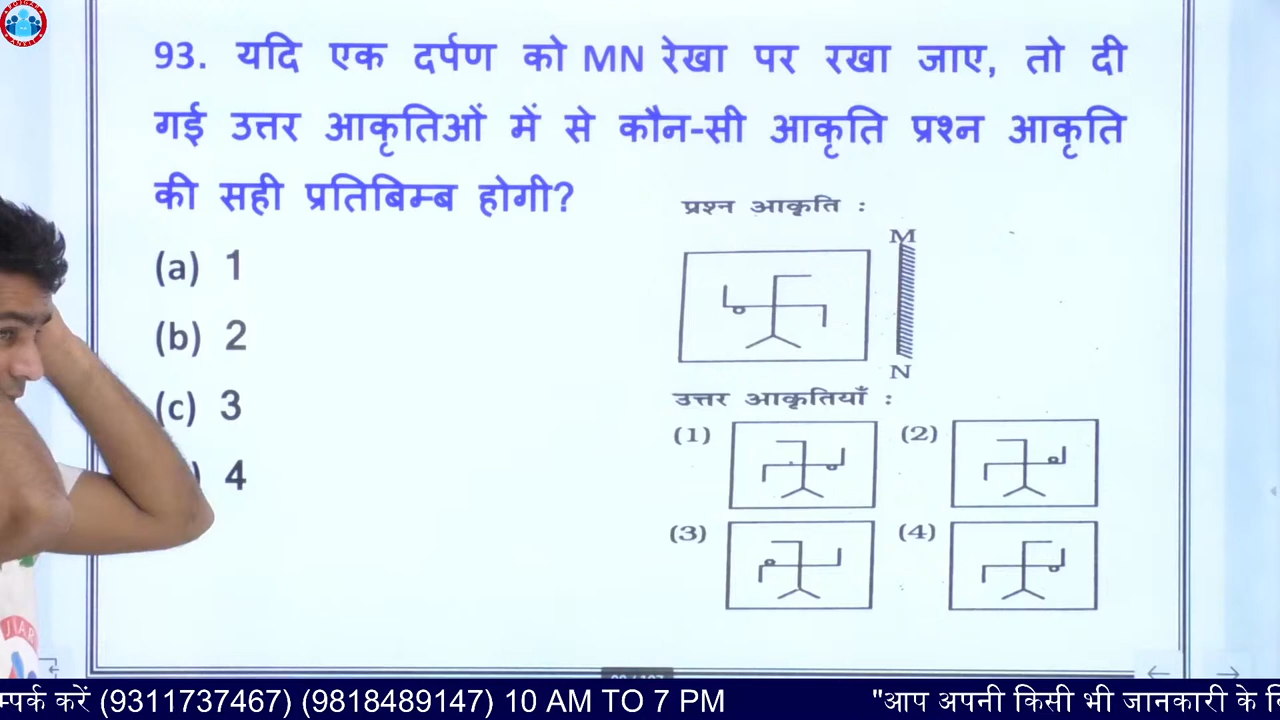 93. यदि एक दर्पण को MN रेखा पर रखा जाए, तो दी
गई उत्तर आकृतिओं में से कौन-सी आकृति प्रश्न आकृति
की सही प्रतिबिम्ब होगी?
प्रश्न आकृति :
M
N
(a) 1
(b) 2
(c) 3
4
उत्तर आकृतियाँ :
(1)
(2)
(3)
(4)
म्पर्क करें (9311737467) (9818489147) 10 AM TO 7 PM
"आप अपनी किसी भी जानकारी के